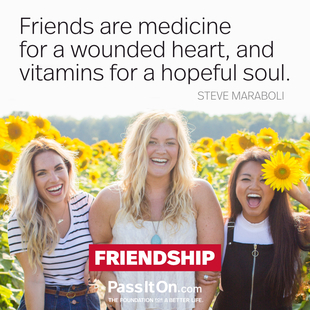 Friends are medicine
for a wounded heart, and
vitamins for a hopeful soul.
STEVE MARABOLI
FRIENDSHIP
PassItOn.com
THE FOUNDATION FOR A BETTER LIFE.